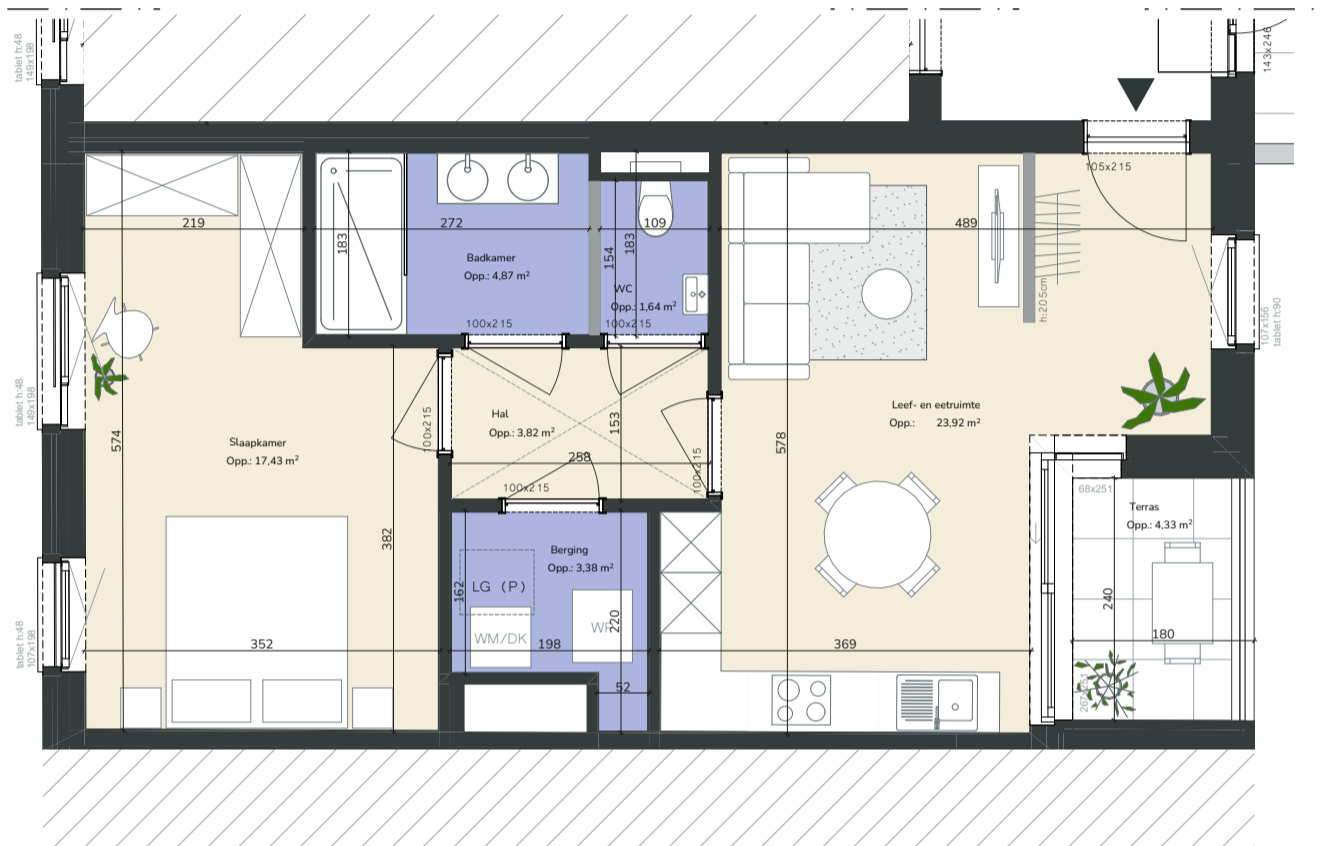 tablet h:48
149x198
143x246
105x215
219
272
109
489
183
154
183
Badkamer
Opp.: 4,87 m²
WC
Opp.: 1,64 m²
100x215
100x215
h:205cm
107x156
tablet h:90
tablet h:48
149x198
574
Slaapkamer
Opp.: 17,43 m²
100x215
Hal
Opp.: 3,82 m²
153
258
100x215
100x215
578
Leef- en eetruimte
Opp.: 23,92 m²
68x251
Terras
Opp.: 4,33 m²
382
Berging
Opp.: 3,38 m²
LG (P)
162
WM/DK
220
240
tablet h:48
107x198
352
198
369
180
52
267x251